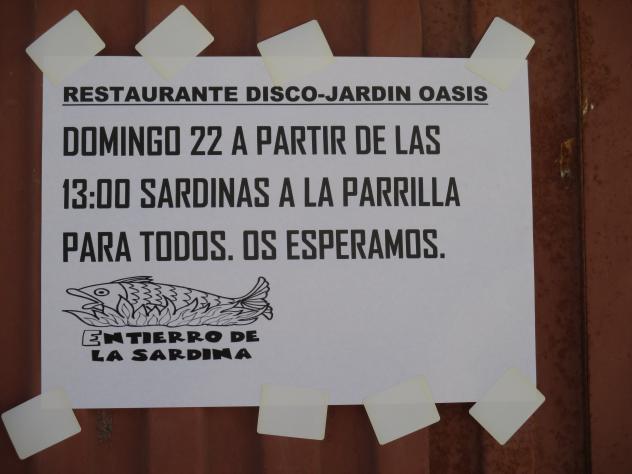 RESTAURANTE DISCO-JARDIN OASIS
DOMINGO 22 A PARTIR DE LAS
13:00 SARDINAS A LA PARRILLA
PARA TODOS. OS ESPERAMOS.
ENTIERRO DE
LA SARDINA